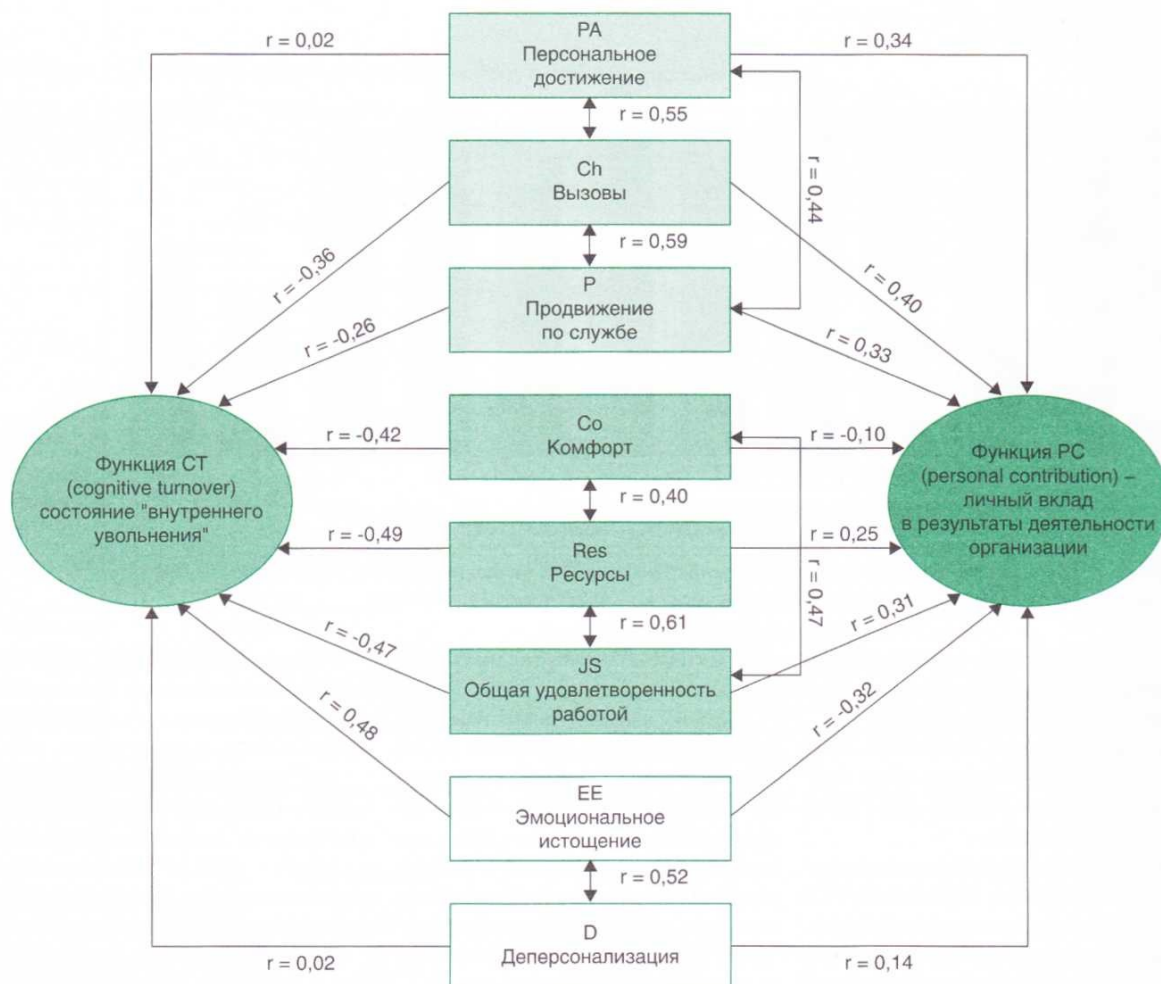 r = 0,02
PA
Персональное
достижение
r = 0,34
r = 0,55
Ch
Вызовы
r = 0,44
r = 0,59
r = -0,36
P
Продвижение
по службе
r = 0,40
r = -0,26
r = 0,33
Функция CT
(cognitive turnover)
состояние "внутреннего
увольнения"
r = -0,42
Co
Комфорт
r = -0,10
Функция PC
(personal contribution) –
личный вклад
в результаты деятельности
организации
r = 0,40
r = -0,49
Res
Ресурсы
r = 0,25
r = 0,47
r = 0,61
r = -0,47
JS
Общая удовлетворенность
работой
r = 0,31
r = 0,48
EE
Эмоциональное
истощение
r = -0,32
r = 0,52
r = 0,02
D
Деперсонализация
r = 0,14